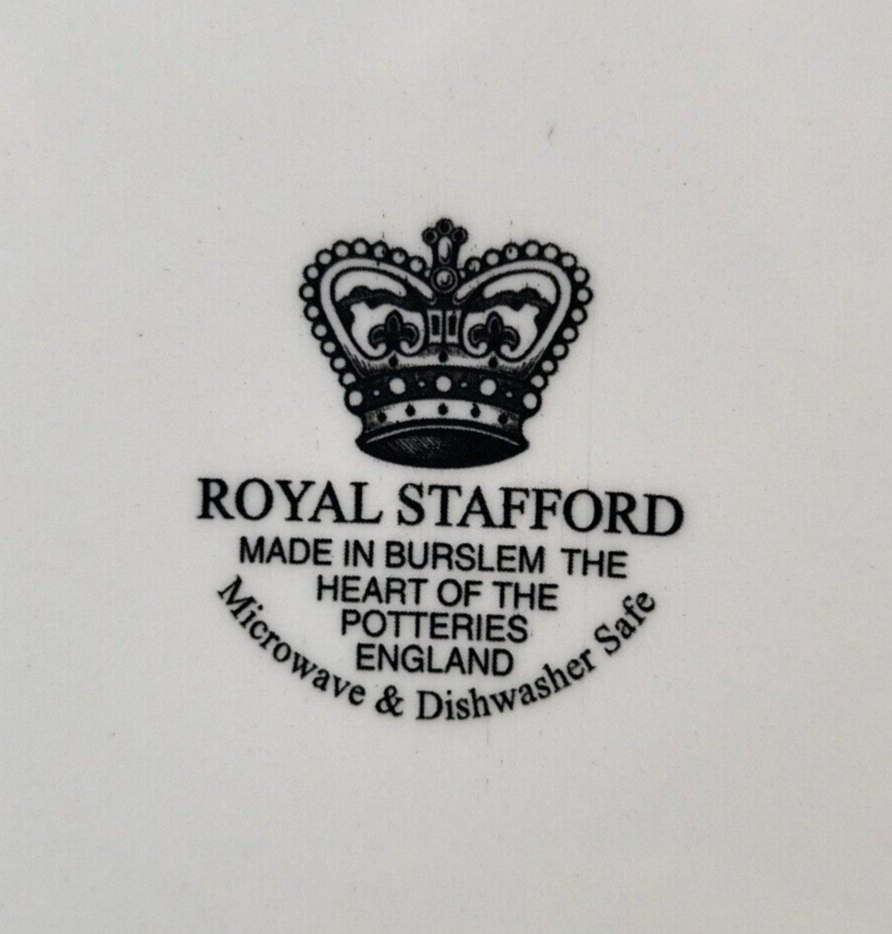 ROYAL STAFFORD
MADE IN BURSLEM THE
HEART OF THE
POTTERIES
ENGLAND
Microwave & Dishwasher Safe